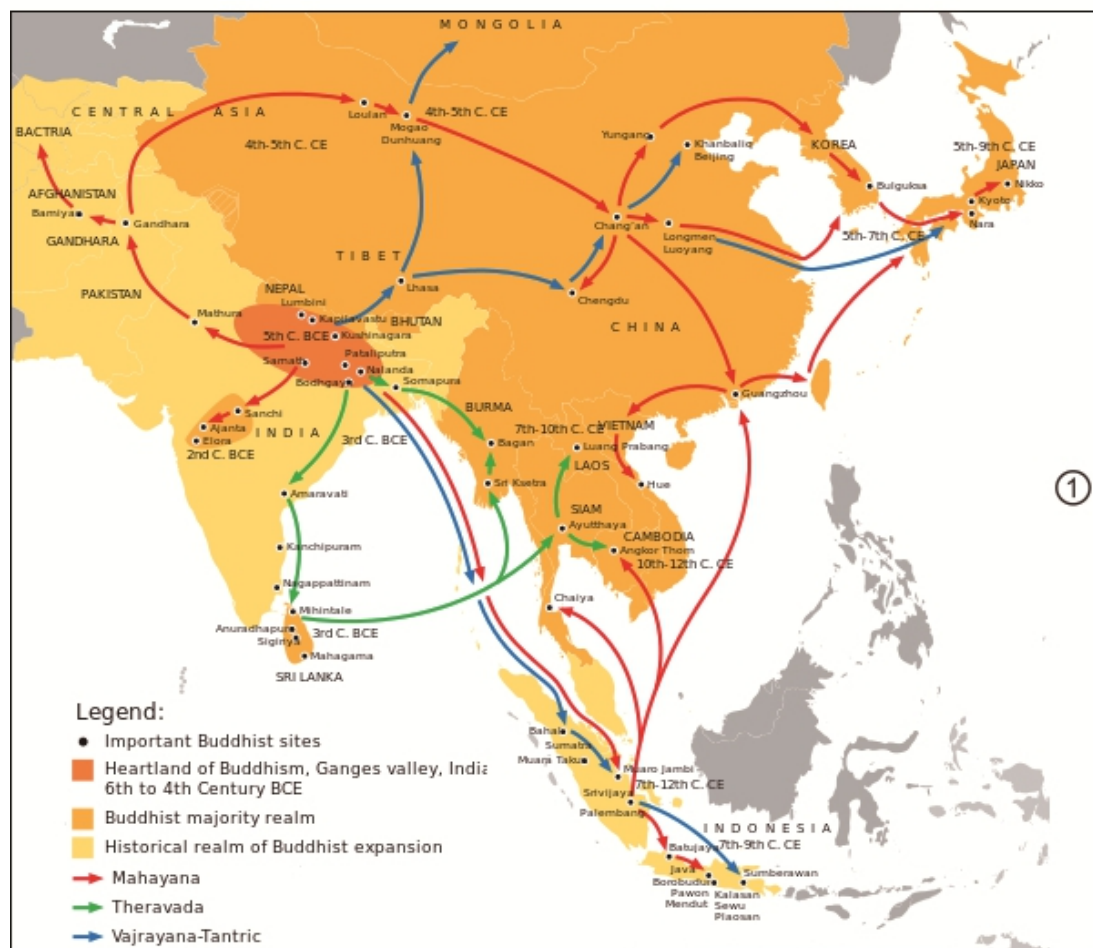 MONGOLIA
CENTRAL ASIA
Loulan
4th-5th C. CE
Mogao
Dunhuang
BACTRIA
4th-5th C. CE
Yungang
Khanbaliq
Beijing
KOREA
5th-9th C. CE
JAPAN
Nikko
Bulguksa
AFGHANISTAN
Bamiya
Gandhara
GANDHARA
Kyoto
Nara
Chang'an
Longmen
Luoyang
5th-7th C. CE
TIBET
Lhasa
Chengdu
PAKISTAN
NEPAL
Lumbini
Kapilavastu
BHUTAN
Mathura
5th C. BCE
Kushinagara
CHINA
Sarnath
Pataliputra
Nalanda
Bodhgaya
Somapura
Guangzhou
Sanchi
Ajanta
Ellora
INDIA
2nd C. BCE
3rd C. BCE
BURMA
7th-10th C. CE
VIETNAM
Bagan
Luang Prabang
LAOS
Sri Ksetra
Hue
Amaravati
SIAM
Ayutthaya
CAMBODIA
Angkor Thom
10th-12th C. CE
Kanchipuram
Nagappattinam
Chaiya
Mihintale
Anuradhapur
Siginya
3rd C. BCE
Mahagama
SRI LANKA
1
Bahal
Sumatra
Muara Taku
Muaro Jambi
7th-12th C. CE
Srivijaya
Palembang
INDONESIA
7th-9th C. CE
Batujaya
Java
Borobudur
Pawon
Mendut
Sumberawan
Kalasan
Sewu
Plaosan
Legend:
Important Buddhist sites
Heartland of Buddhism, Ganges valley, India
6th to 4th Century BCE
Buddhist majority realm
Historical realm of Buddhist expansion
Mahayana
Theravada
Vajrayana-Tantric